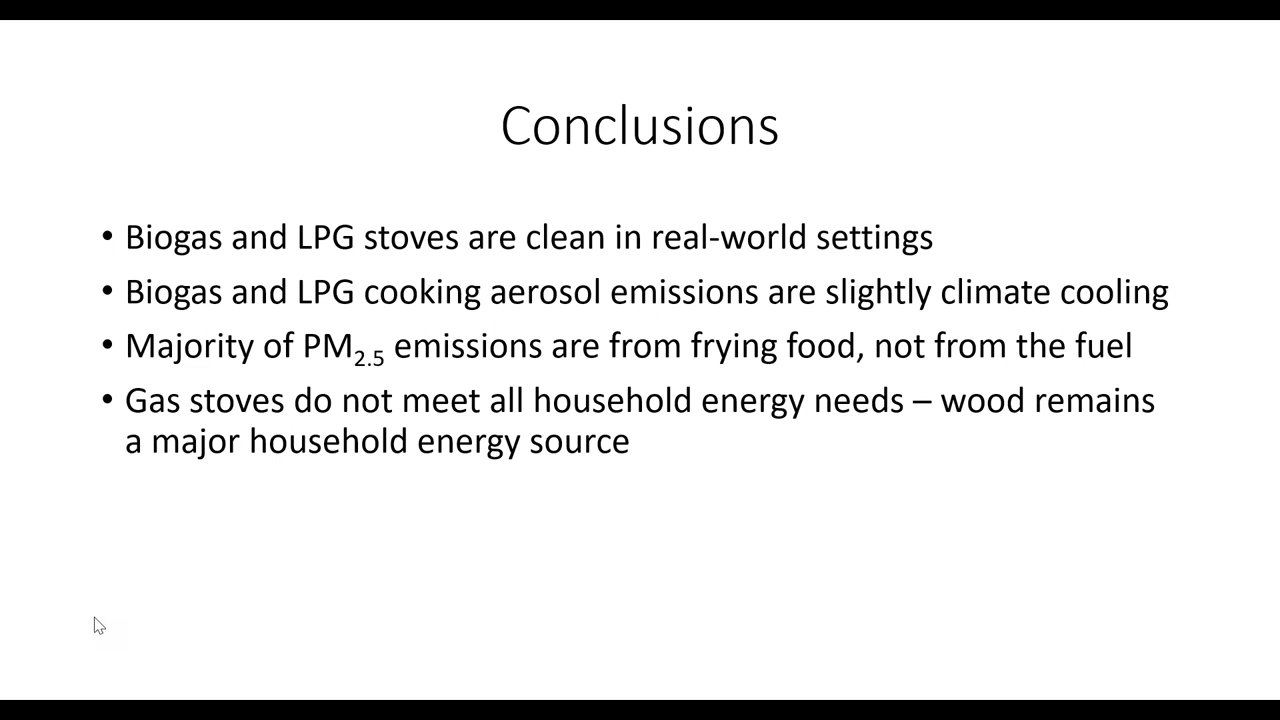 Conclusions
• Biogas and LPG stoves are clean in real-world settings
• Biogas and LPG cooking aerosol emissions are slightly climate cooling
• Majority of PM2.5 emissions are from frying food, not from the fuel
• Gas stoves do not meet all household energy needs – wood remains
a major household energy source